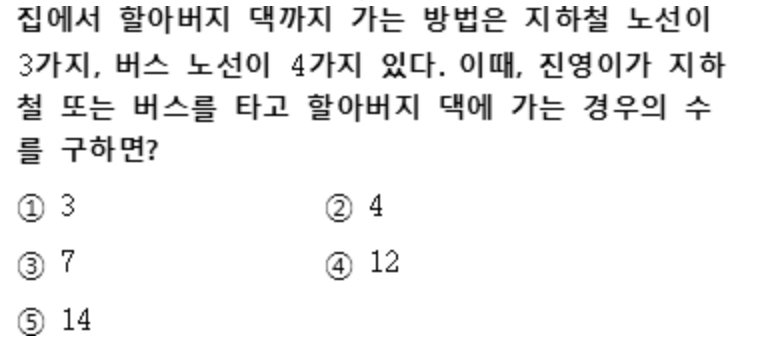 집에서 할아버지 댁까지 가는 방법은 지하철 노선이
3가지, 버스 노선이 4가지 있다. 이때, 진영이가 지하
철 또는 버스를 타고 할아버지 댁에 가는 경우의 수
를 구하면?
① 3 ② 4
③ 7 ④ 12
⑤ 14